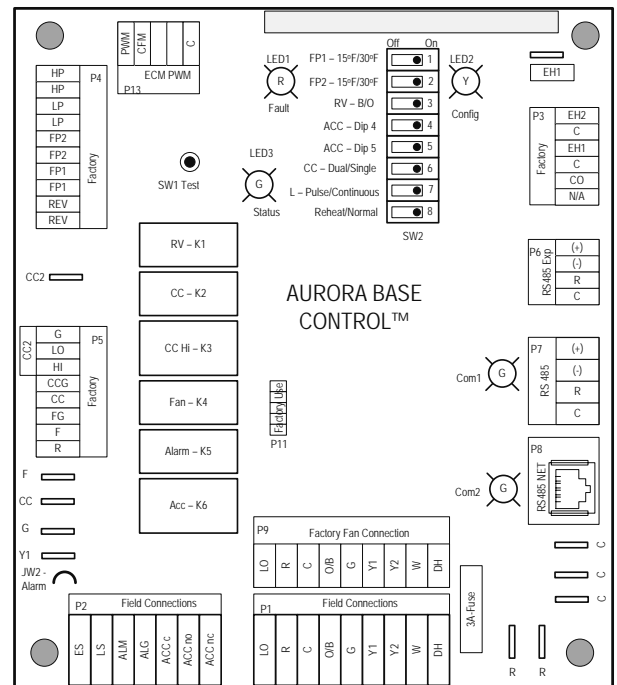 PWM
CFM
C
P13
ECM PWM
LED1
R
Fault
Off
On
FP1 – 15ºF/30ºF
1
FP2 – 15ºF/30ºF
2
RV – B/O
3
ACC – Dip 4
4
ACC – Dip 5
5
CC – Dual/Single
6
L – Pulse/Continuous
7
Reheat/Normal
8
SW2
LED2
Y
Config
EH1
HP
HP
LP
LP
FP2
FP2
FP1
FP1
REV
REV
P4
Factory
SW1 Test
LED3
G
Status
P3
Factory
EH2
C
EH1
C
CO
N/A
RV – K1
CC – K2
CC Hi – K3
Fan – K4
Alarm – K5
Acc – K6
AURORA BASE
CONTROL™
P6
RS485 Exp
(+)
(-)
R
C
CC2
CC2
G
LO
HI
CCG
CC
FG
F
R
P5
Factory
Factory Use
P11
Com1
G
P7
RS 485
(+)
(-)
R
C
Com2
G
P8
RS485 NET
F
CC
G
Y1
JW2 -
Alarm
C
C
C
P9
Factory Fan Connection
LO
R
C
O/B
G
Y1
Y2
W
DH
P2
Field Connections
ES
LS
ALM
ALG
ACC c
ACC no
ACC nc
P1
Field Connections
LO
R
C
O/B
G
Y1
Y2
W
DH
3A-Fuse
R
R